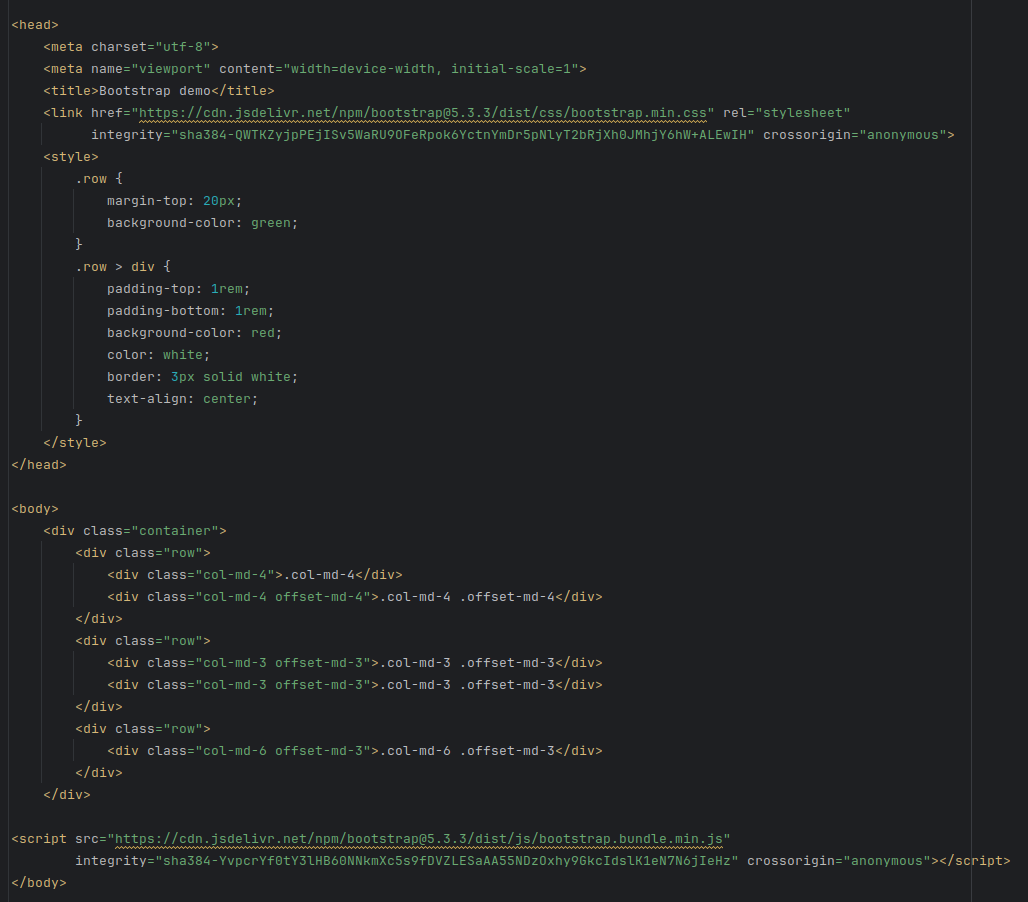 <head>
    <meta charset="utf-8">
    <meta name="viewport" content="width=device-width, initial-scale=1">
    <title>Bootstrap demo</title>
    <link href="https://cdn.jsdelivr.net/npm/bootstrap@5.3.3/dist/css/bootstrap.min.css" rel="stylesheet"
          integrity="sha384-QWTKZyjpPEjISv5WaRU9OFeRpok6YctnYmDr5pNlyT2bRjXh0JMhjY6hW+ALEwIH" crossorigin="anonymous">
    <style>
        .row {
            margin-top: 20px;
            background-color: green;
        }
        .row > div {
            padding-top: 1rem;
            padding-bottom: 1rem;
            background-color: red;
            color: white;
            border: 3px solid white;
            text-align: center;
        }
    </style>
</head>

<body>
    <div class="container">
        <div class="row">
            <div class="col-md-4">.col-md-4</div>
            <div class="col-md-4 offset-md-4">.col-md-4 .offset-md-4</div>
        </div>
        <div class="row">
            <div class="col-md-3 offset-md-3">.col-md-3 .offset-md-3</div>
            <div class="col-md-3 offset-md-3">.col-md-3 .offset-md-3</div>
        </div>
        <div class="row">
            <div class="col-md-6 offset-md-3">.col-md-6 .offset-md-3</div>
        </div>
    </div>

<script src="https://cdn.jsdelivr.net/npm/bootstrap@5.3.3/dist/js/bootstrap.bundle.min.js"
        integrity="sha384-YvpcrYf0tY3lHB60NNkmXc5s9fDVZLESaAA55NDzOxhy9GkcIdslK1eN7N6jIeHz" crossorigin="anonymous"></script>
</body>